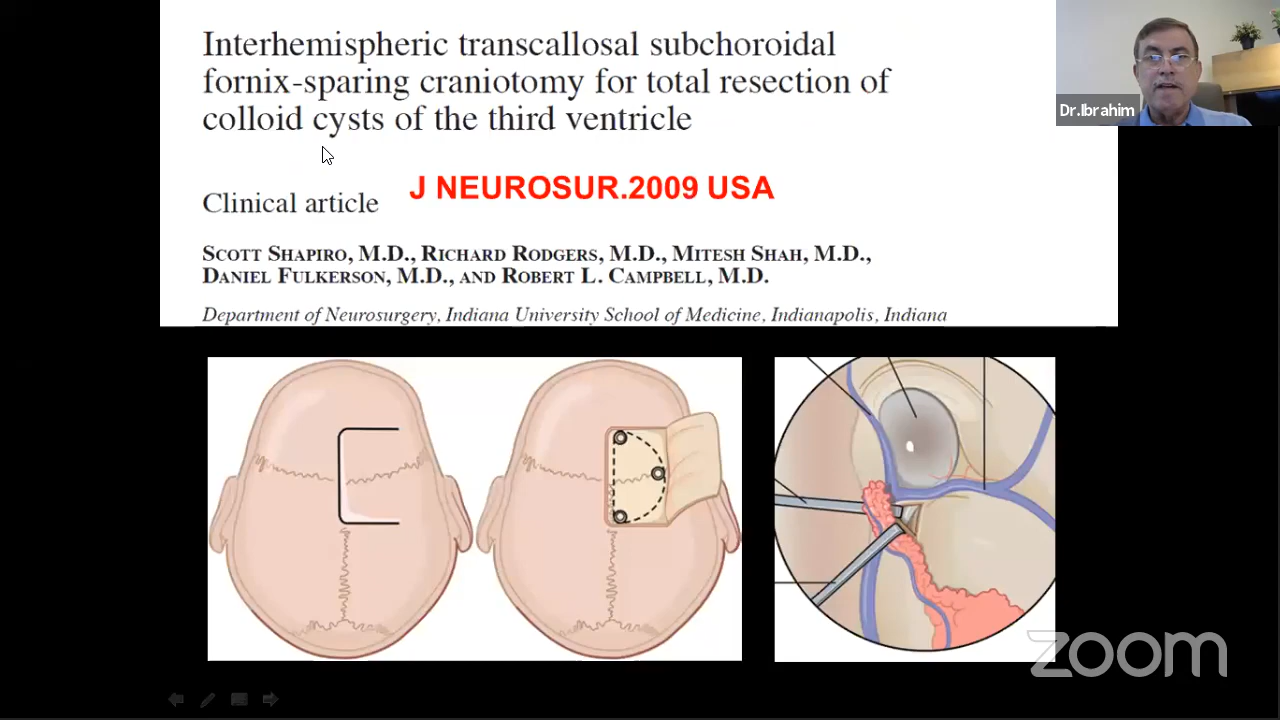 Interhemispheric transcallosal subchoroidal
fornix-sparing craniotomy for total resection of
colloid cysts of the third ventricle
Dr.Ibrahim
J NEUROSUR.2009 USA
Clinical article
SCOTT SHAPIRO, M.D., RICHARD RODGERS, M.D., MITESH SHAH, M.D.,
DANIEL FULKERSON, M.D., AND ROBERT L. CAMPBELL, M.D.
Department of Neurosurgery, Indiana University School of Medicine, Indianapolis, Indiana
zoom